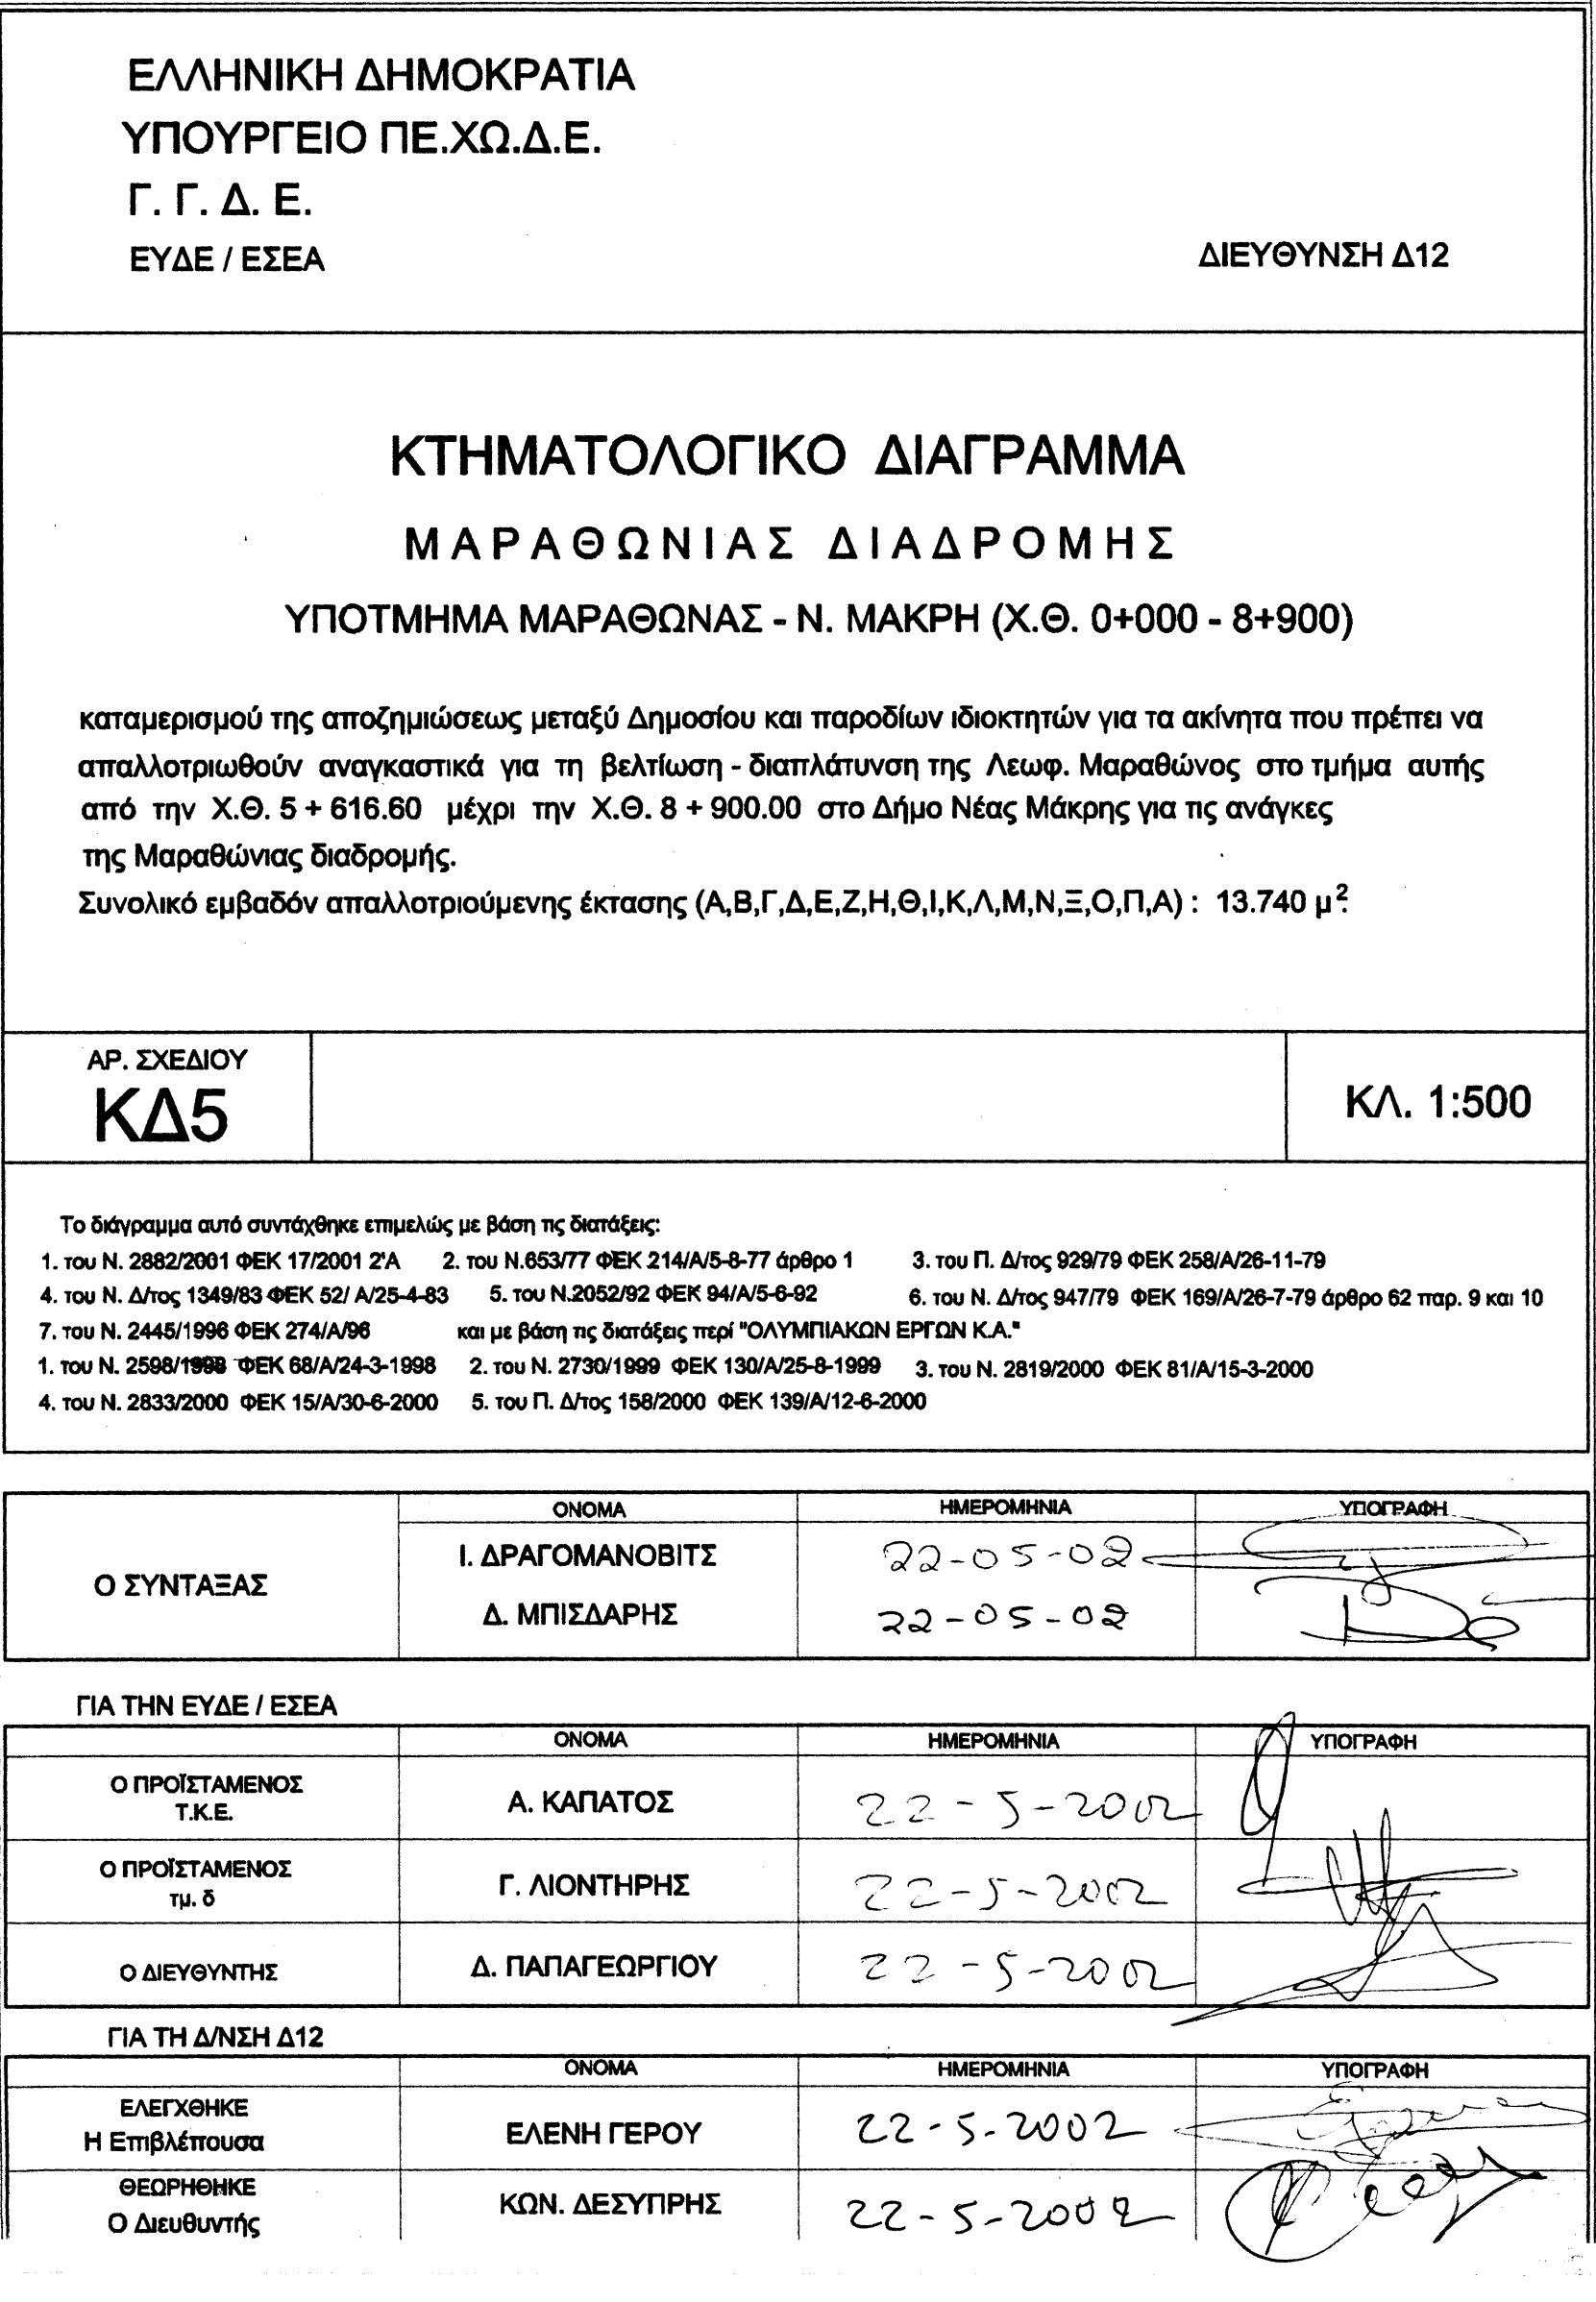 ΕΛΛΗΝΙΚΗ ΔΗΜΟΚΡΑΤΙΑ
ΥΠΟΥΡΓΕΙΟ ΠΕ.ΧΩ.Δ.Ε.
Γ. Γ. Δ. Ε.
ΕΥΔΕ / ΕΣΕΑ ΔΙΕΥΘΥΝΣΗ Δ12
ΚΤΗΜΑΤΟΛΟΓΙΚΟ ΔΙΑΓΡΑΜΜΑ
ΜΑΡΑΘΩΝΙΑΣ ΔΙΑΔΡΟΜΗΣ
ΥΠΟΤΜΗΜΑ ΜΑΡΑΘΩΝΑΣ - Ν. ΜΑΚΡΗ (Χ.Θ. 0+000 - 8+900)
καταμερισμού της αποζημιώσεως μεταξύ Δημοσίου και παροδίων ιδιοκτητών για τα ακίνητα που πρέπει να
απαλλοτριωθούν αναγκαστικά για τη βελτίωση - διαπλάτυνση της Λεωφ. Μαραθώνος στο τμήμα αυτής
από την Χ.Θ. 5 + 616.60 μέχρι την Χ.Θ. 8 + 900.00 στο Δήμο Νέας Μάκρης για τις ανάγκες
της Μαραθώνιας διαδρομής.
Συνολικό εμβαδόν απαλλοτριούμενης έκτασης (Α,Β,Γ,Δ,Ε,Ζ,Η,Θ,Ι,Κ,Λ,Μ,Ν,Ξ,Ο,Π,Α) : 13.740 μ².
ΑΡ. ΣΧΕΔΙΟΥ
ΚΔ5
ΚΛ. 1:500
Το διάγραμμα αυτό συντάχθηκε επιμελώς με βάση τις διατάξεις:
1. του Ν. 2882/2001 ΦΕΚ 17/2001 2'Α 2. του Ν.653/77 ΦΕΚ 214/Α/5-8-77 άρθρο 1 3. του Π. Δ/τος 929/79 ΦΕΚ 258/Α/26-11-79
4. του Ν. Δ/τος 1349/83 ΦΕΚ 52/ Α/25-4-83 5. του Ν.2052/92 ΦΕΚ 94/Α/5-6-92 6. του Ν. Δ/τος 947/79 ΦΕΚ 169/Α/26-7-79 άρθρο 62 παρ. 9 και 10
7. του Ν. 2445/1996 ΦΕΚ 274/Α/96 και με βάση τις διατάξεις περί "ΟΛΥΜΠΙΑΚΩΝ ΕΡΓΩΝ Κ.Α."
1. του Ν. 2598/1998 ΦΕΚ 68/Α/24-3-1998 2. του Ν. 2730/1999 ΦΕΚ 130/Α/25-8-1999 3. του Ν. 2819/2000 ΦΕΚ 81/Α/15-3-2000
4. του Ν. 2833/2000 ΦΕΚ 15/Α/30-6-2000 5. του Π. Δ/τος 158/2000 ΦΕΚ 139/Α/12-6-2000
ΟΝΟΜΑ ΗΜΕΡΟΜΗΝΙΑ ΥΠΟΓΡΑΦΗ
Ο ΣΥΝΤΑΞΑΣ
Ι. ΔΡΑΓΟΜΑΝΟΒΙΤΣ 22-05-02
Δ. ΜΠΙΣΔΑΡΗΣ 22-05-02
ΓΙΑ ΤΗΝ ΕΥΔΕ / ΕΣΕΑ
ΟΝΟΜΑ ΗΜΕΡΟΜΗΝΙΑ ΥΠΟΓΡΑΦΗ
Ο ΠΡΟΪΣΤΑΜΕΝΟΣ
Τ.Κ.Ε.
Α. ΚΑΠΑΤΟΣ 22-5-2002
Ο ΠΡΟΪΣΤΑΜΕΝΟΣ
τμ. δ
Γ. ΛΙΟΝΤΗΡΗΣ 22-5-2002
Ο ΔΙΕΥΘΥΝΤΗΣ Δ. ΠΑΠΑΓΕΩΡΓΙΟΥ 22-5-2002
ΓΙΑ ΤΗ Δ/ΝΣΗ Δ12
ΟΝΟΜΑ ΗΜΕΡΟΜΗΝΙΑ ΥΠΟΓΡΑΦΗ
ΕΛΕΓΧΘΗΚΕ
Η Επιβλέπουσα
ΕΛΕΝΗ ΓΕΡΟΥ 22-5-2002
ΘΕΩΡΗΘΗΚΕ
Ο Διευθυντής
ΚΩΝ. ΔΕΣΥΠΡΗΣ 22-5-2002